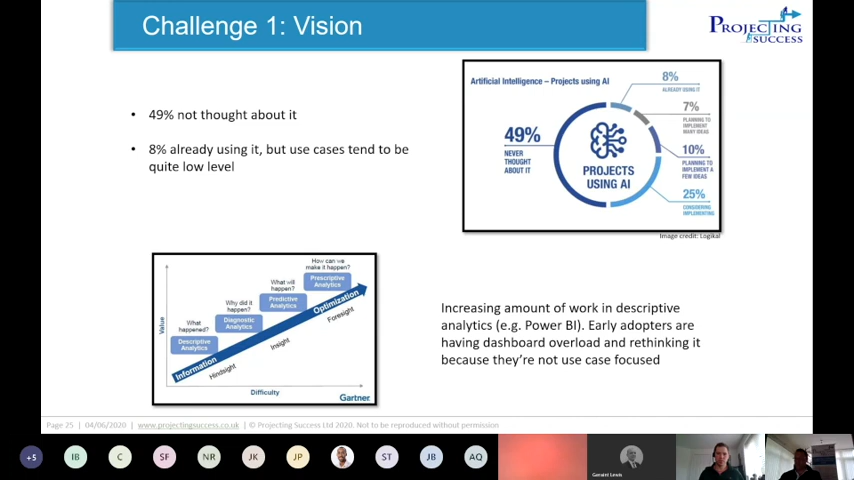 Challenge 1: Vision
PROJECTING
SUCCESS
• 49% not thought about it
• 8% already using it, but use cases tend to be
quite low level
Artificial Intelligence – Projects using AI
8%
ALREADY USING IT
7%
PLANNING TO
IMPLEMENT
MANY IDEAS
10%
PLANNING TO
IMPLEMENT A
FEW IDEAS
25%
CONSIDERING
IMPLEMENTING
49%
NEVER
THOUGHT
ABOUT IT
PROJECTS
USING AI
Image credit: Logikal
How can we
make it happen?
Prescriptive
Analytics
What will
happen?
Predictive
Analytics
Why did it
happen?
Diagnostic
Analytics
What
happened?
Descriptive
Analytics
Value
Information
Optimization
Hindsight
Insight
Foresight
Difficulty
Gartner
Increasing amount of work in descriptive
analytics (e.g. Power BI). Early adopters are
having dashboard overload and rethinking it
because they're not use case focused
Page 25 | 04/06/2020 | www.projectingsuccess.co.uk | © Projecting Success Ltd 2020. Not to be reproduced without permission
+5 IB C SF NR JK JP ST JB AQ
Geraint Lewis